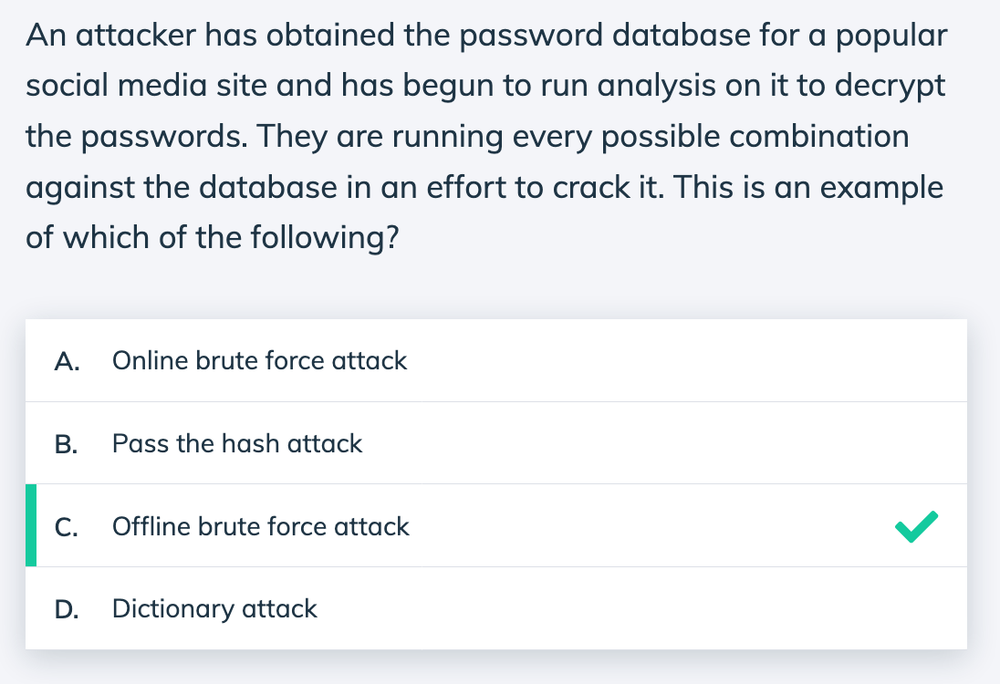 An attacker has obtained the password database for a popular
social media site and has begun to run analysis on it to decrypt
the passwords. They are running every possible combination
against the database in an effort to crack it. This is an example
of which of the following?
A. Online brute force attack
B. Pass the hash attack
C. Offline brute force attack
D. Dictionary attack